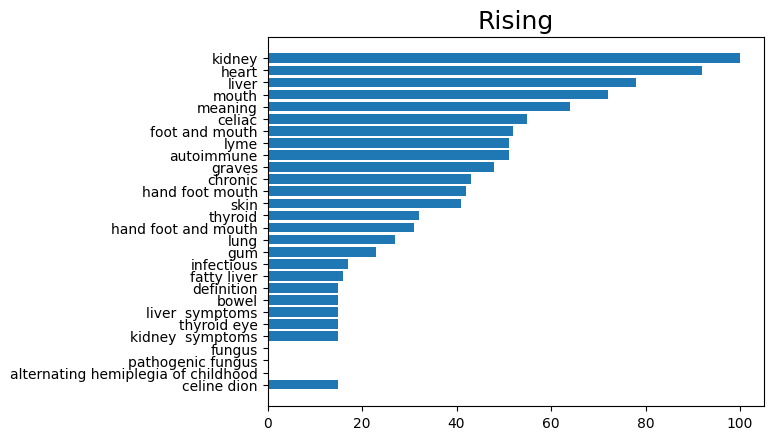 Rising
kidney
heart
liver
mouth
meaning
celiac
foot and mouth
lyme
autoimmune
graves
chronic
hand foot mouth
skin
thyroid
hand foot and mouth
lung
gum
infectious
fatty liver
definition
bowel
liver  symptoms
thyroid eye
kidney  symptoms
fungus
pathogenic fungus
alternating hemiplegia of childhood
celine dion
0 20 40 60 80 100